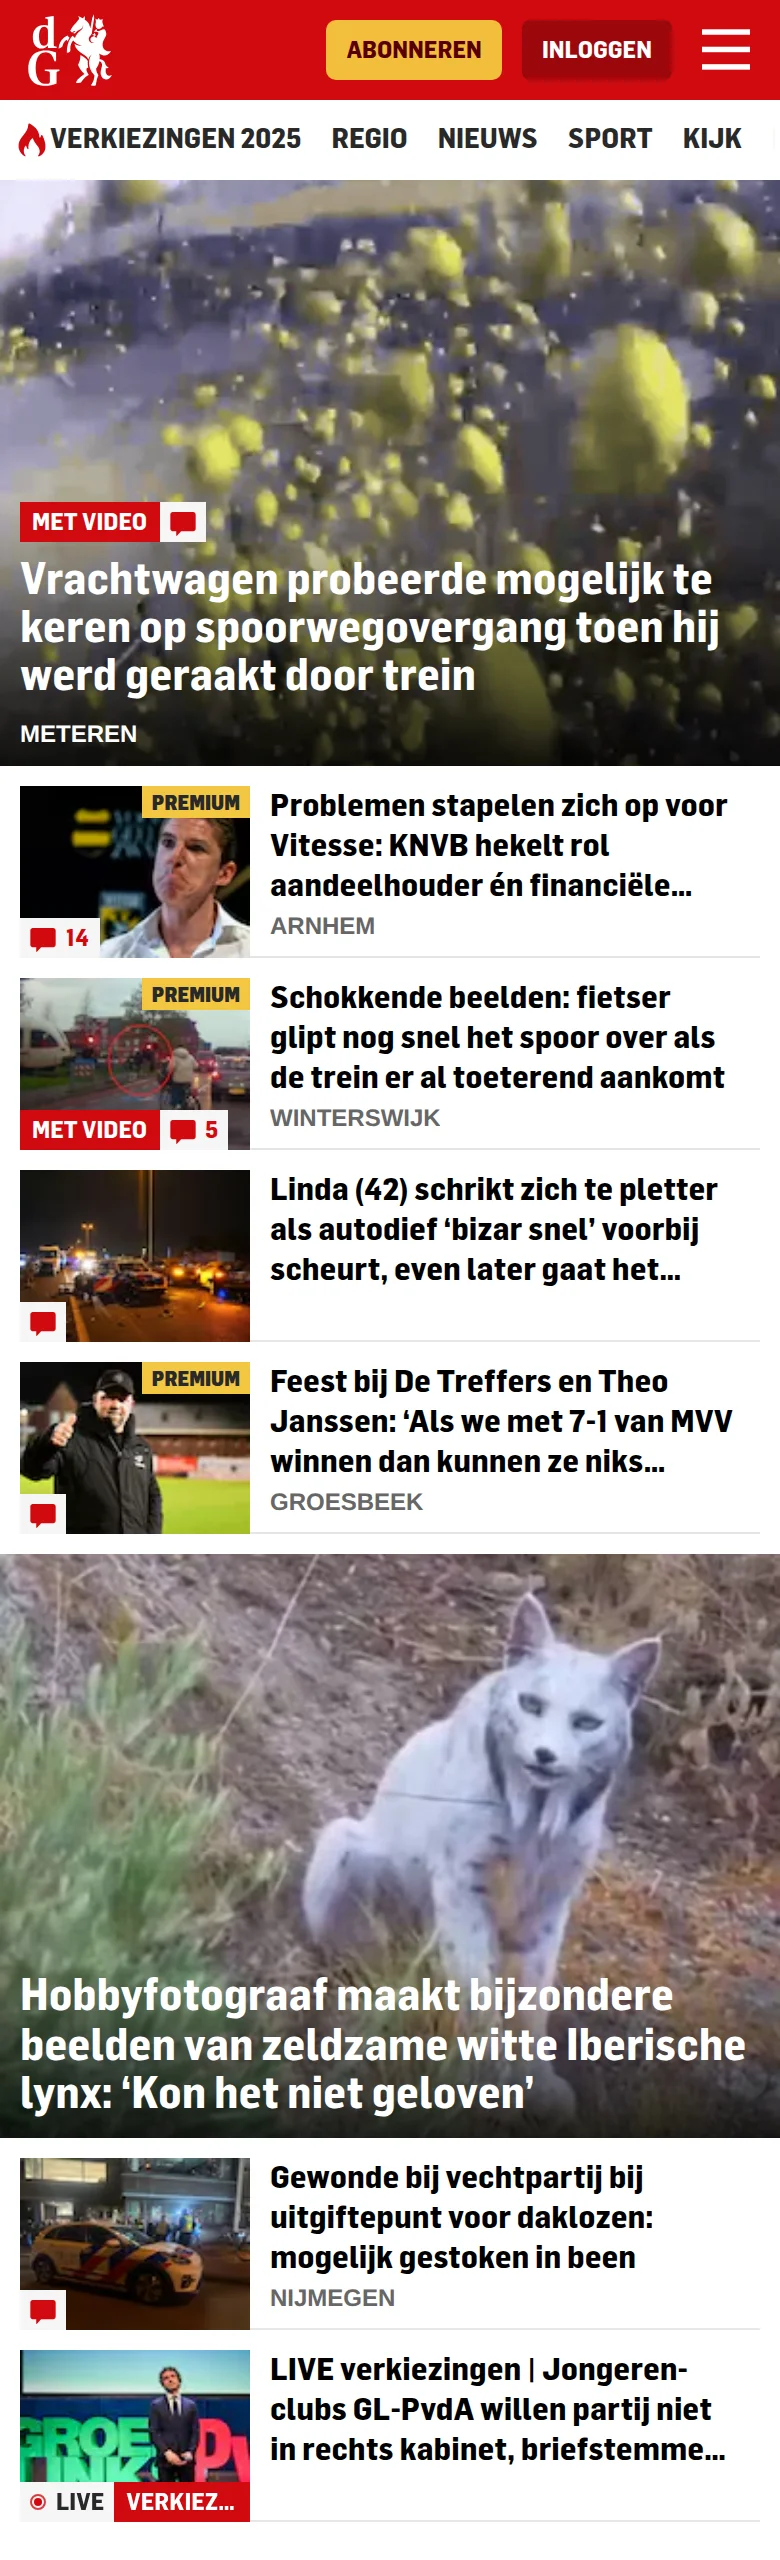 d
G
ABONNEREN
INLOGGEN
VERKIEZINGEN 2025
REGIO
NIEUWS
SPORT
KIJK
MET VIDEO
Vrachtwagen probeerde mogelijk te
keren op spoorwegovergang toen hij
werd geraakt door trein
METEREN
PREMIUM
14
Problemen stapelen zich op voor
Vitesse: KNVB hekelt rol
aandeelhouder én financiële...
ARNHEM
PREMIUM
MET VIDEO
5
Schokkende beelden: fietser
glipt nog snel het spoor over als
de trein er al toeterend aankomt
WINTERSWIJK
Linda (42) schrikt zich te pletter
als autodief ‘bizar snel’ voorbij
scheurt, even later gaat het...
PREMIUM
Feest bij De Treffers en Theo
Janssen: ‘Als we met 7-1 van MVV
winnen dan kunnen ze niks...
GROESBEEK
Hobbyfotograaf maakt bijzondere
beelden van zeldzame witte Iberische
lynx: ‘Kon het niet geloven’
Gewonde bij vechtpartij bij
uitgiftepunt voor daklozen:
mogelijk gestoken in been
NIJMEGEN
GROE
LINK
PV
LIVE
VERKIEZ...
LIVE verkiezingen | Jongeren-
clubs GL-PvdA willen partij niet
in rechts kabinet, briefstemme...